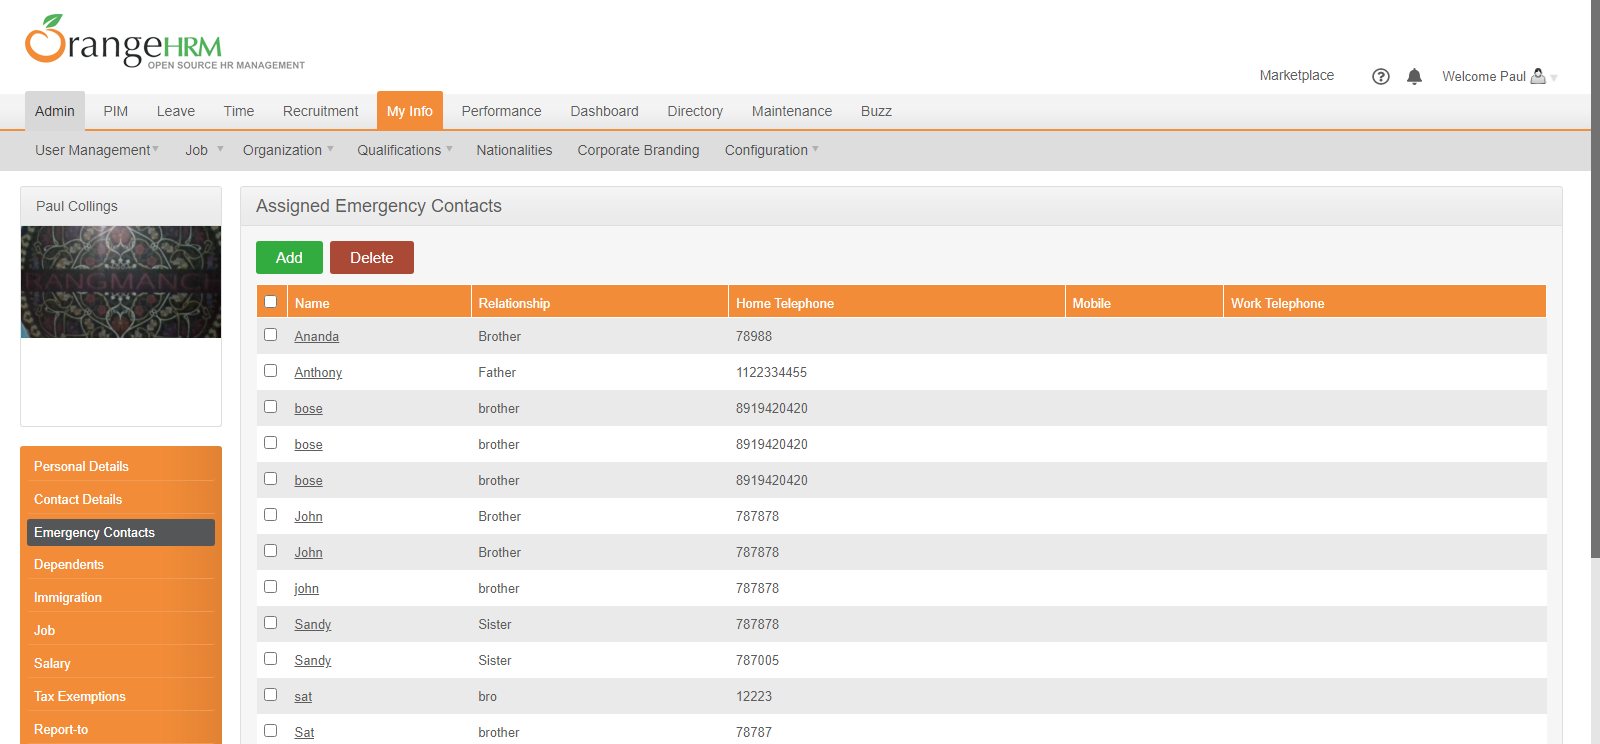 OrangeHRM
OPEN SOURCE HR MANAGEMENT
Marketplace ? Welcome Paul
Admin PIM Leave Time Recruitment My Info Performance Dashboard Directory Maintenance Buzz
User Management Job Organization Qualifications Nationalities Corporate Branding Configuration
Paul Collings
RANGMANCH
Personal Details
Contact Details
Emergency Contacts
Dependents
Immigration
Job
Salary
Tax Exemptions
Report-to
Assigned Emergency Contacts
Add Delete
Name Relationship Home Telephone Mobile Work Telephone
Ananda Brother 78988
Anthony Father 1122334455
bose brother 8919420420
bose brother 8919420420
bose brother 8919420420
John Brother 787878
John Brother 787878
john brother 787878
Sandy Sister 787878
Sandy Sister 787005
sat bro 12223
Sat brother 78787